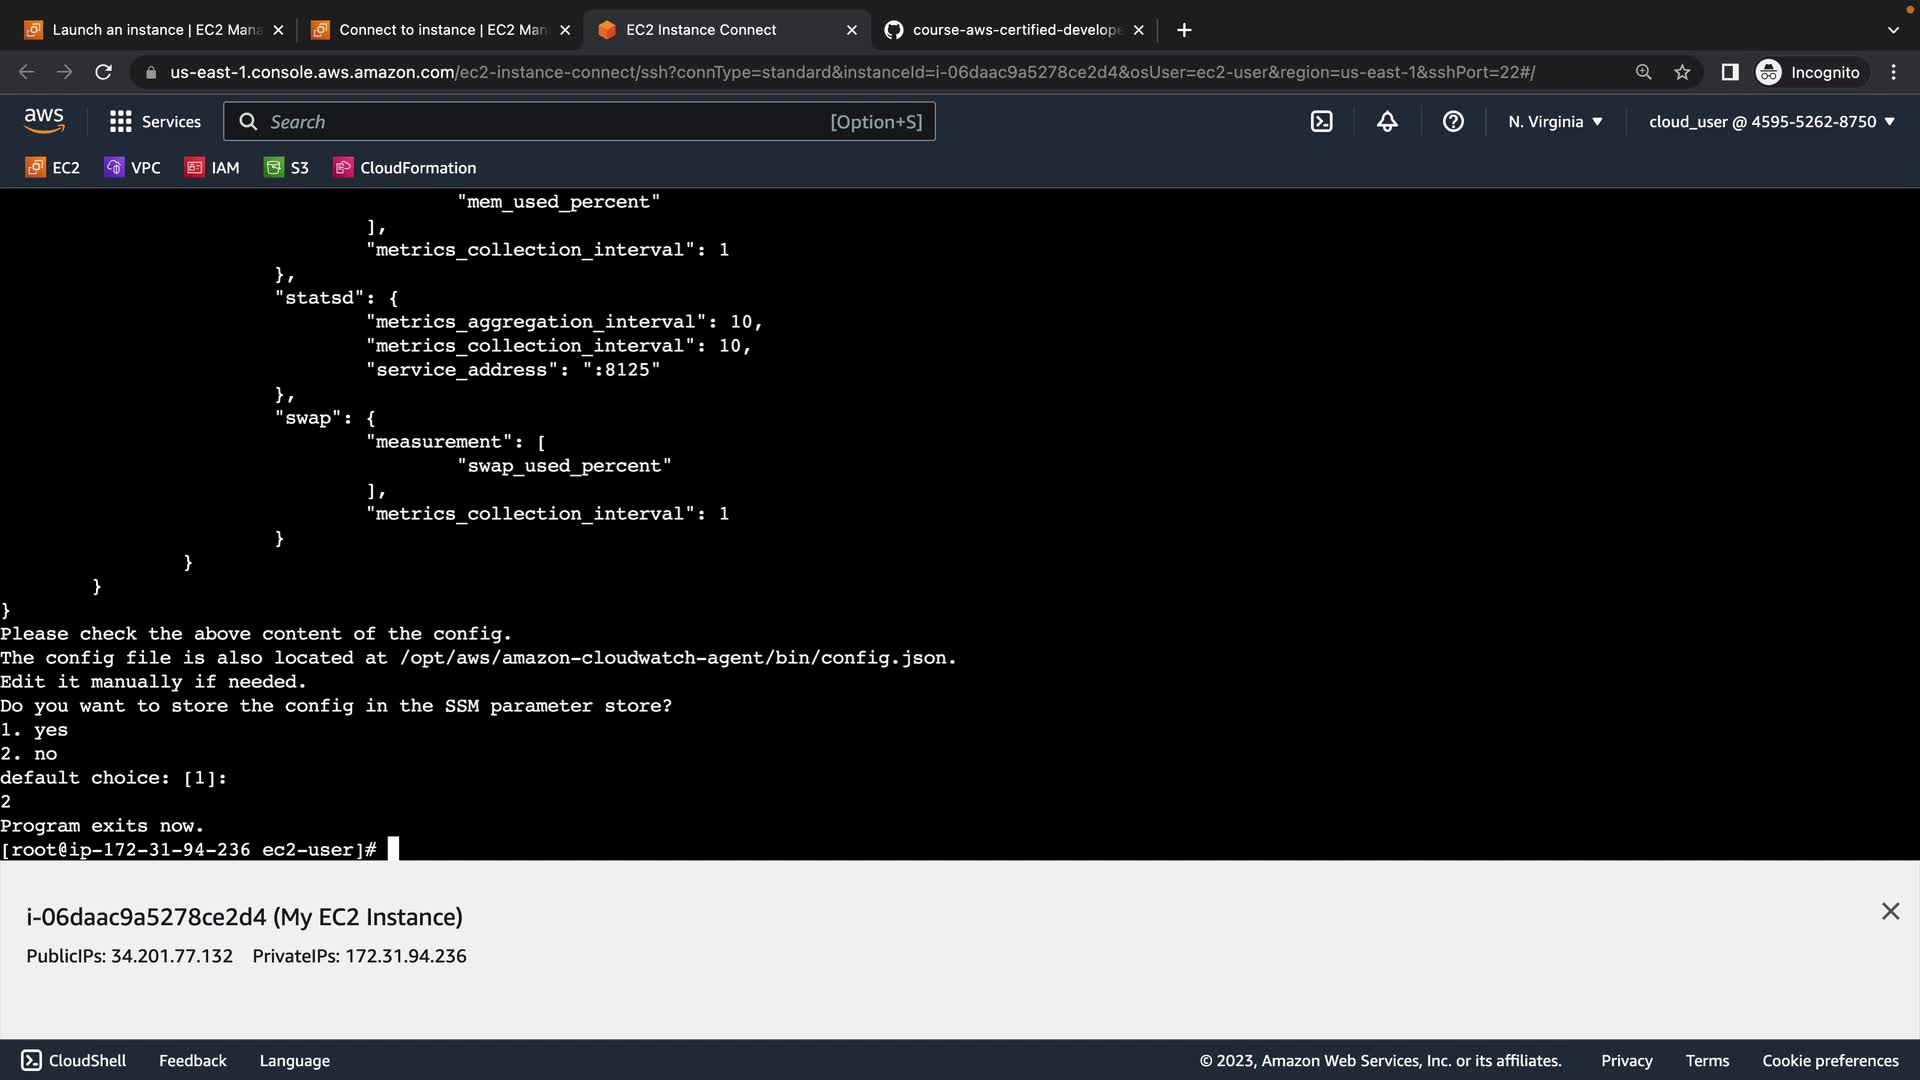 Launch an instance | EC2 Mana
Connect to instance | EC2 Man
EC2 Instance Connect
course-aws-certified-develope
us-east-1.console.aws.amazon.com/ec2-instance-connect/ssh?connType=standard&instanceId=i-06daac9a5278ce2d4&osUser=ec2-user&region=us-east-1&sshPort=22#/
Incognito
aws
Services
Search
[Option+S]
N. Virginia
cloud_user @ 4595-5262-8750
EC2
VPC
IAM
S3
CloudFormation
"mem_used_percent"
],
"metrics_collection_interval": 1
},
"statsd": {
"metrics_aggregation_interval": 10,
"metrics_collection_interval": 10,
"service_address": ":8125"
},
"swap": {
"measurement": [
"swap_used_percent"
],
"metrics_collection_interval": 1
}
}
}
}
Please check the above content of the config.
The config file is also located at /opt/aws/amazon-cloudwatch-agent/bin/config.json.
Edit it manually if needed.
Do you want to store the config in the SSM parameter store?
1. yes
2. no
default choice: [1]:
2
Program exits now.
[root@ip-172-31-94-236 ec2-user]#
i-06daac9a5278ce2d4 (My EC2 Instance)
PublicIPs: 34.201.77.132 PrivateIPs: 172.31.94.236
CloudShell
Feedback
Language
© 2023, Amazon Web Services, Inc. or its affiliates.
Privacy
Terms
Cookie preferences